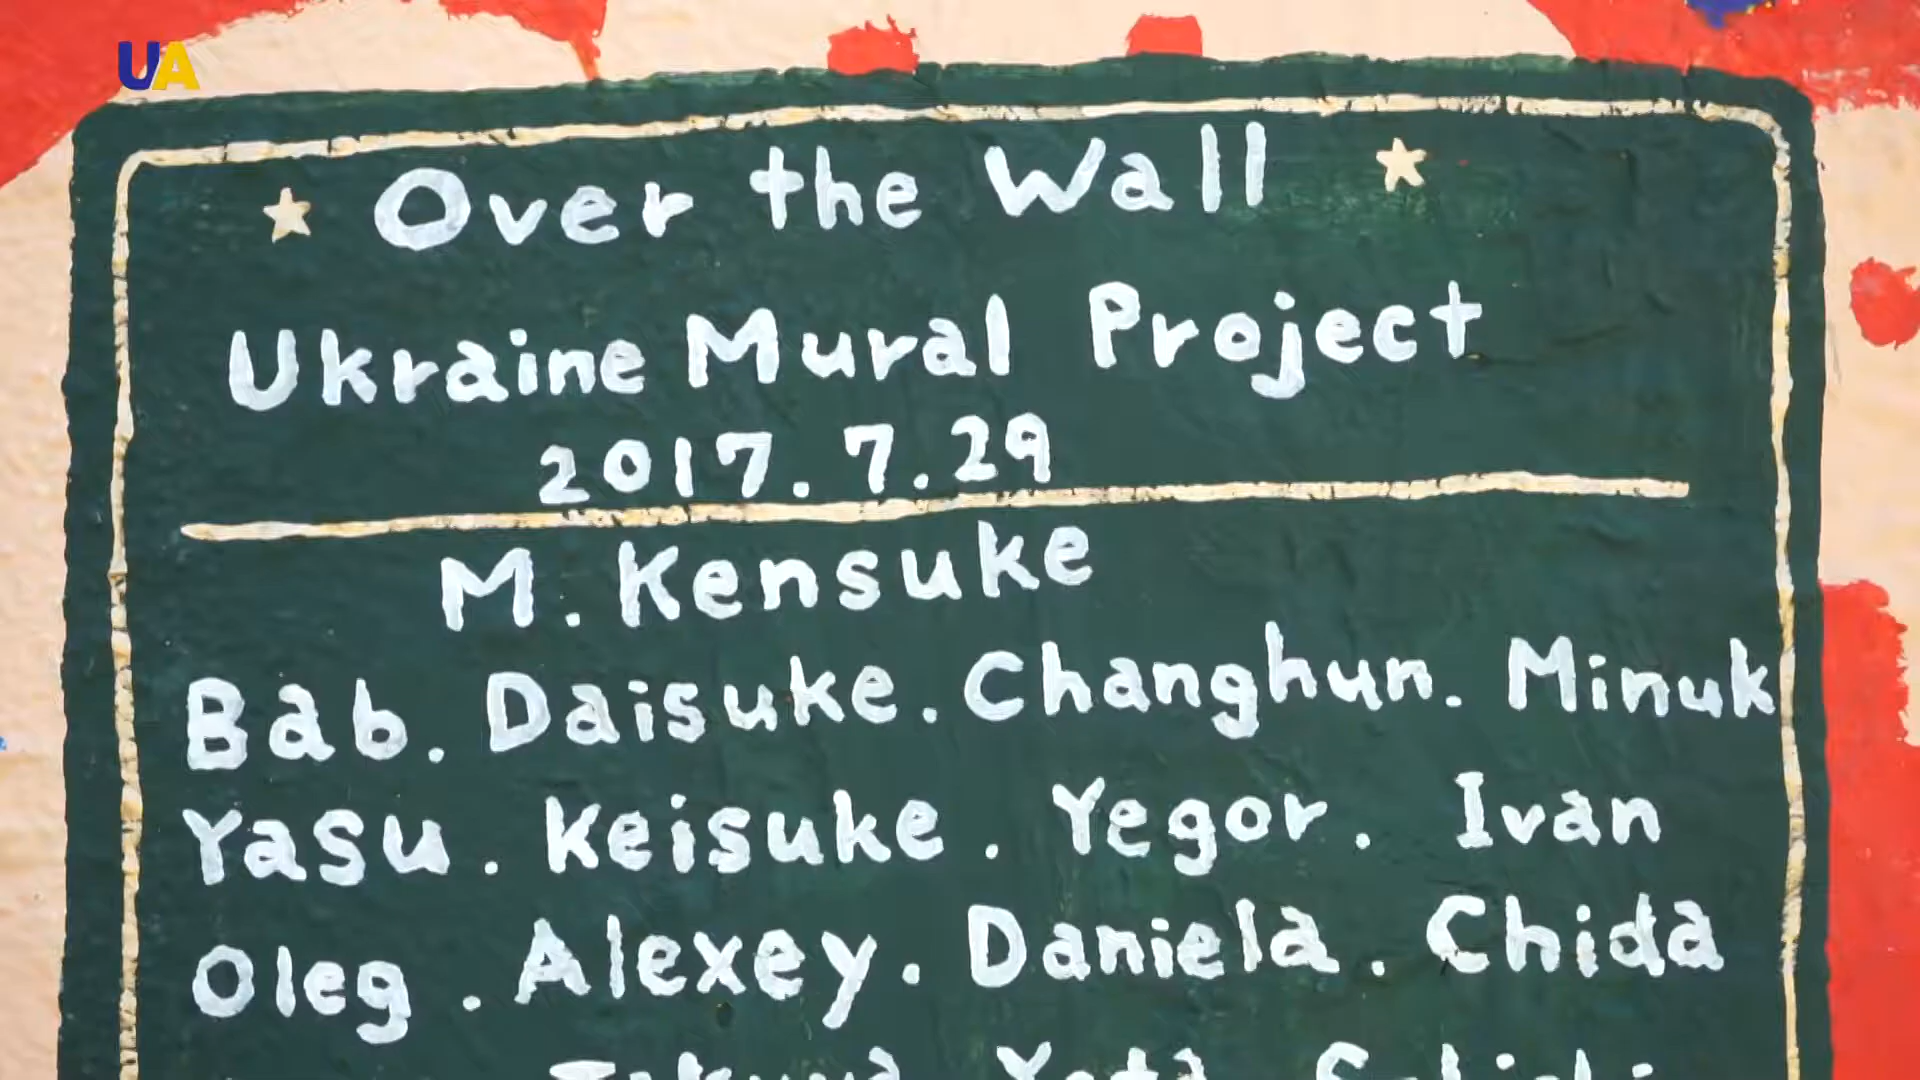 UA
Over the Wall
Ukraine Mural Project
2017.7.29
M. Kensuke
Bab. Daisuke. Changhun. Minuk
Yasu. Keisuke. Yegor. Ivan
Oleg. Alexey. Daniela. Chida